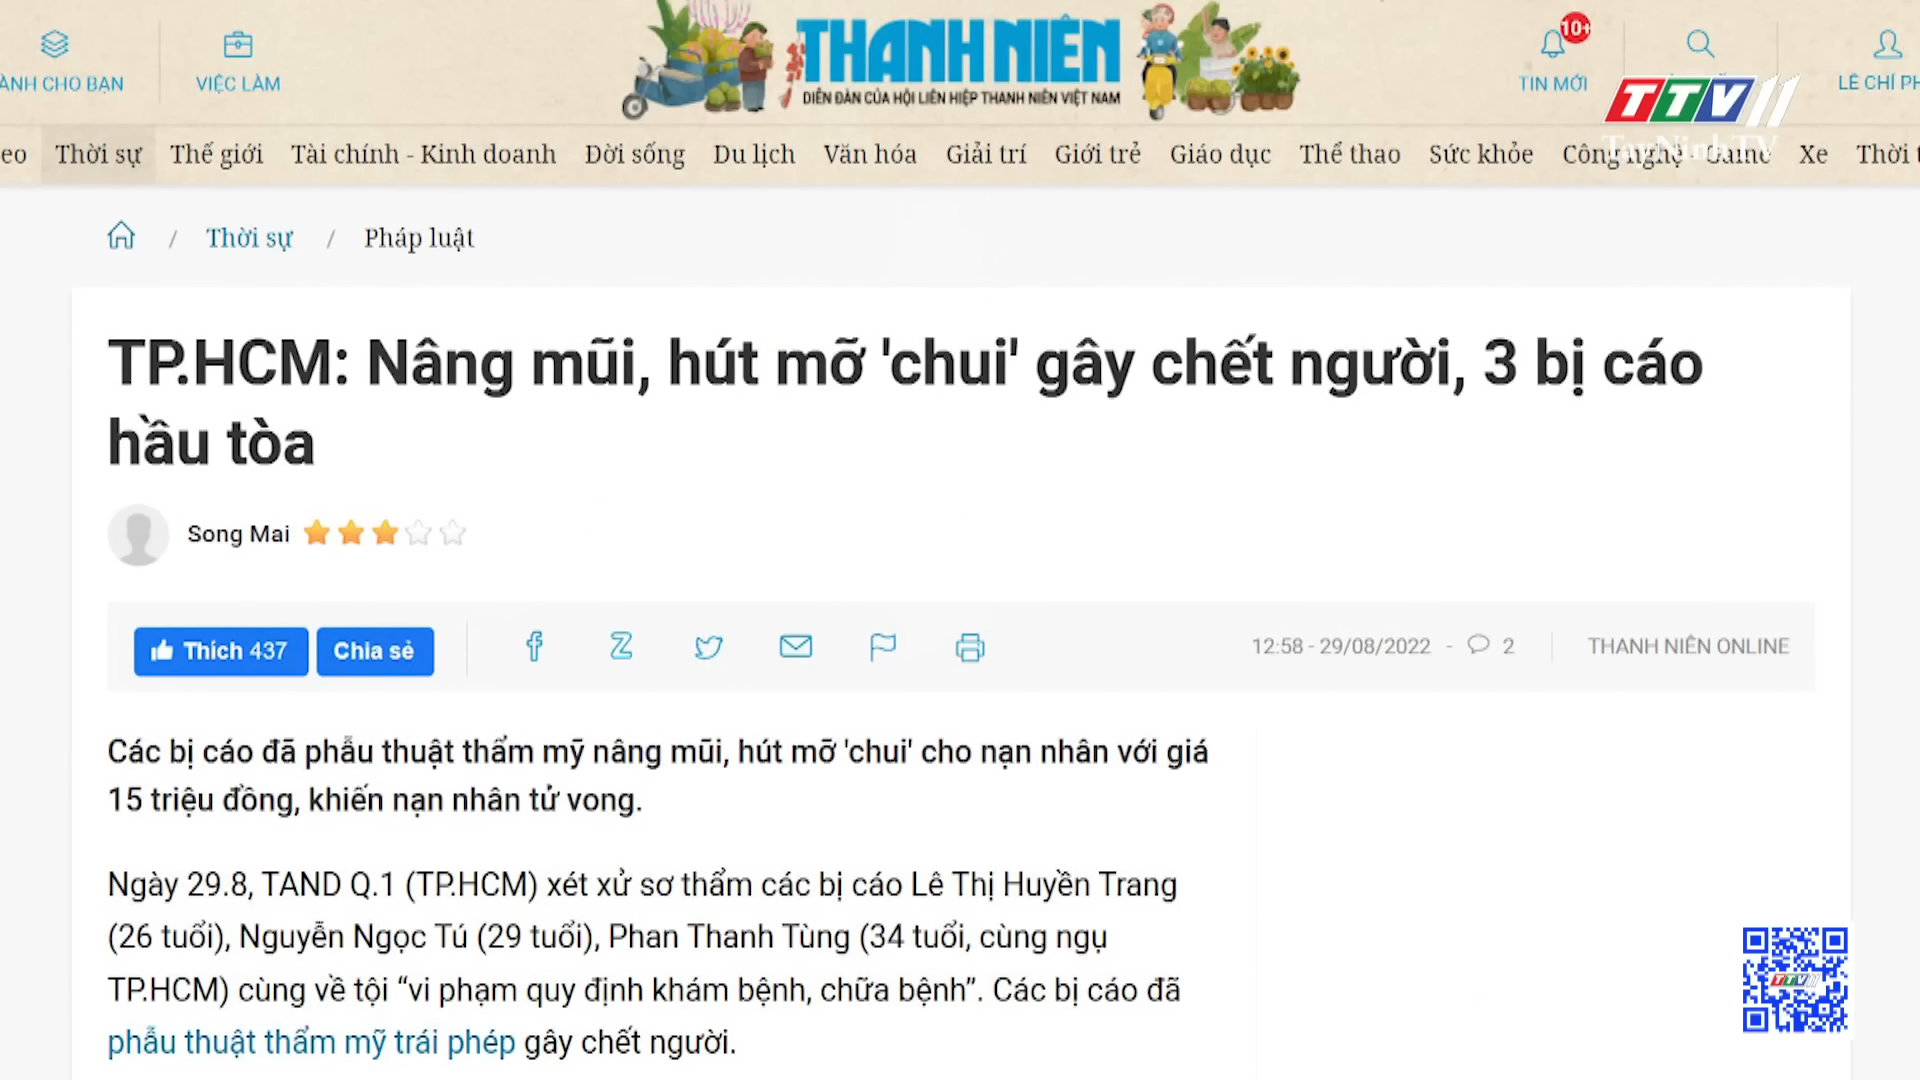 ÀNH CHO BẠN
VIỆC LÀM
THANH NIÊN
DIỄN ĐÀN CỦA HỘI LIÊN HIỆP THANH NIÊN VIỆT NAM
10+
TIN MỚI
LÊ CHÍ PH
TTV11
TayNinhTV
eo Thời sự Thế giới Tài chính - Kinh doanh Đời sống Du lịch Văn hóa Giải trí Giới trẻ Giáo dục Thể thao Sức khỏe Công nghệ - Game Xe Thời t
/ Thời sự / Pháp luật
TP.HCM: Nâng mũi, hút mỡ 'chui' gây chết người, 3 bị cáo
hầu tòa
Song Mai
Thích 437 Chia sẻ
12:58 - 29/08/2022 - 2 THANH NIÊN ONLINE
Các bị cáo đã phẫu thuật thẩm mỹ nâng mũi, hút mỡ 'chui' cho nạn nhân với giá
15 triệu đồng, khiến nạn nhân tử vong.
Ngày 29.8, TAND Q.1 (TP.HCM) xét xử sơ thẩm các bị cáo Lê Thị Huyền Trang
(26 tuổi), Nguyễn Ngọc Tú (29 tuổi), Phan Thanh Tùng (34 tuổi, cùng ngụ
TP.HCM) cùng về tội “vi phạm quy định khám bệnh, chữa bệnh”. Các bị cáo đã
phẫu thuật thẩm mỹ trái phép gây chết người.
TTV11